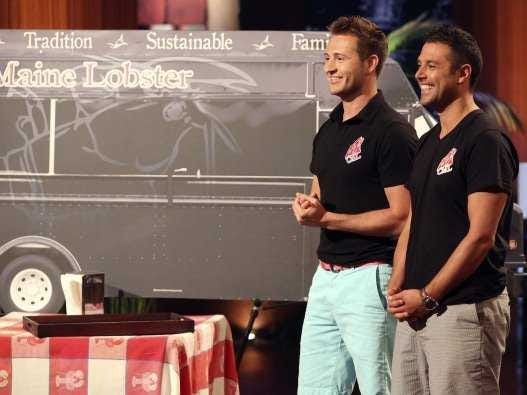 Tradition Sustainable Fami
Maine Lobster